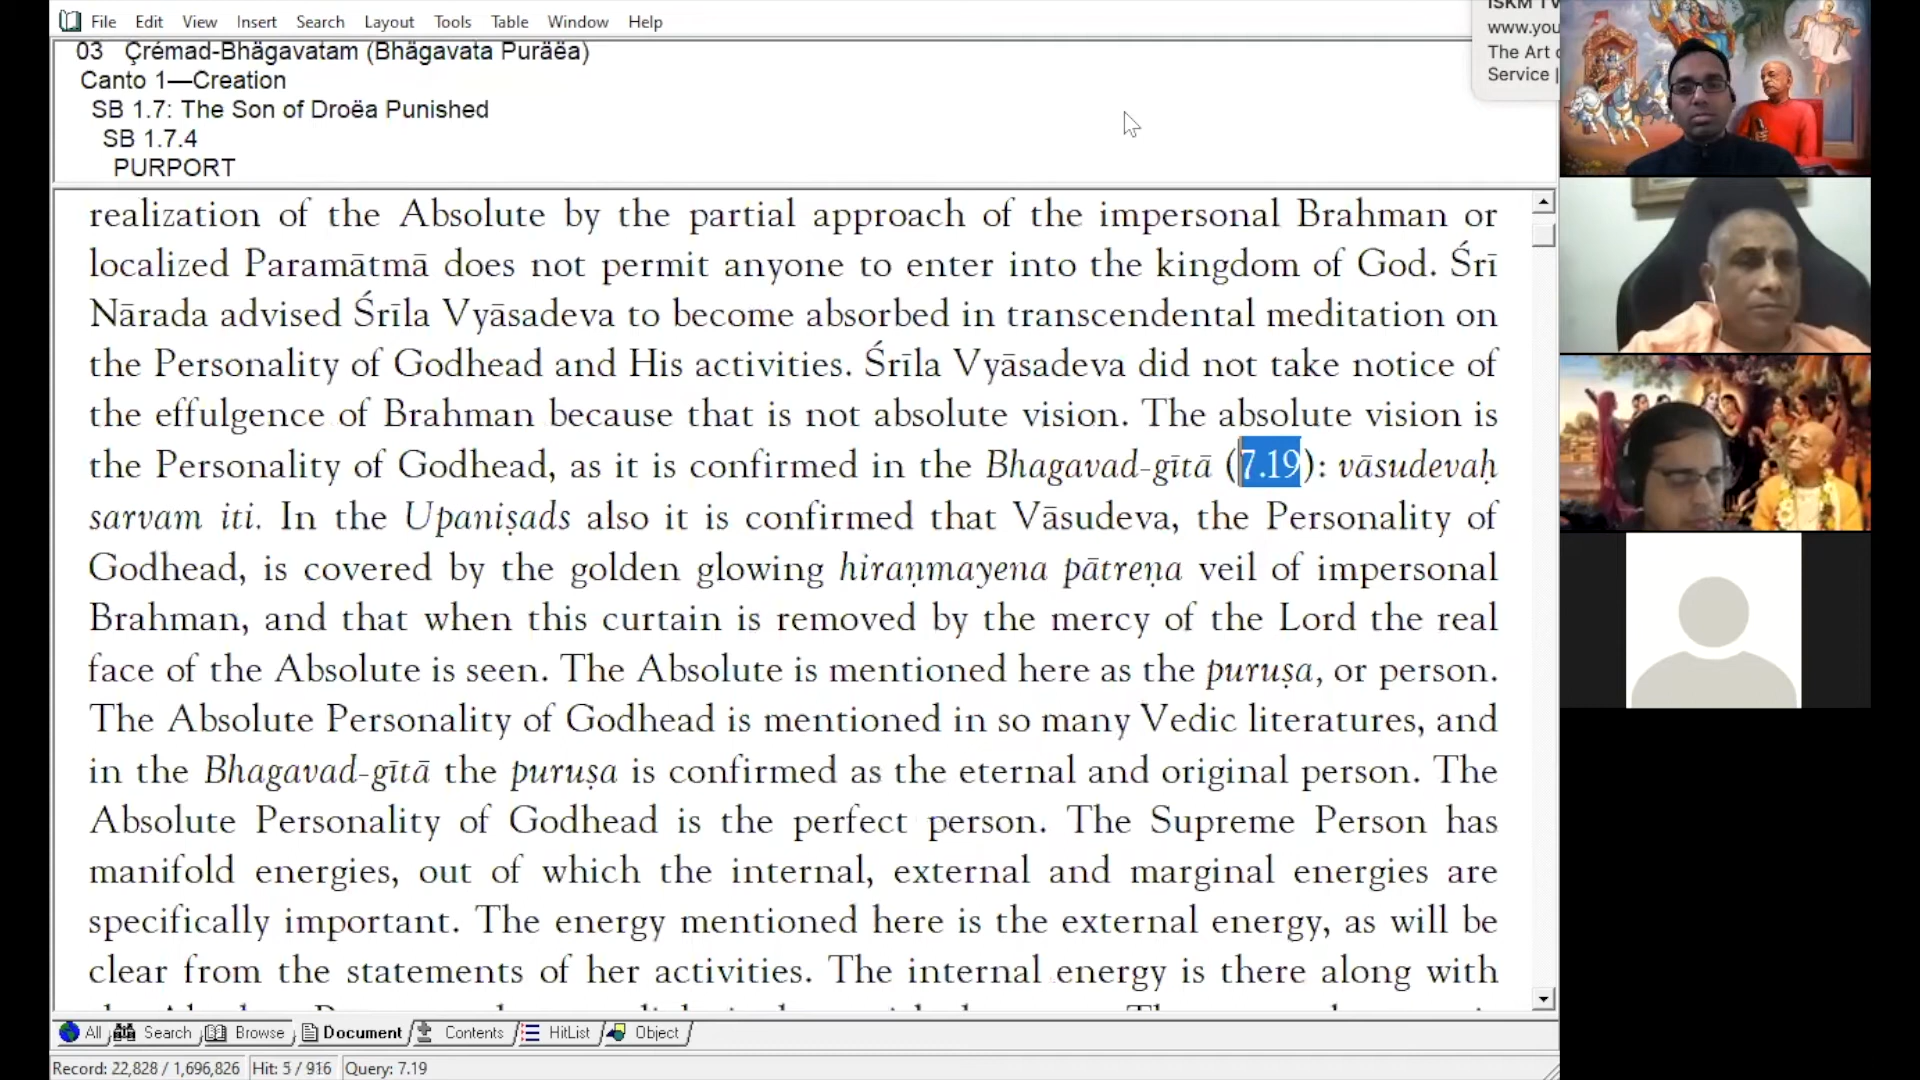 File Edit View Insert Search Layout Tools Table Window Help
ISKM TV
www.you
The Art o
Service |
03 Çrémad-Bhägavatam (Bhägavata Puräëa)
Canto 1—Creation
SB 1.7: The Son of Droëa Punished
SB 1.7.4
PURPORT
realization of the Absolute by the partial approach of the impersonal Brahman or
localized Paramātmā does not permit anyone to enter into the kingdom of God. Śrī
Nārada advised Śrīla Vyāsadeva to become absorbed in transcendental meditation on
the Personality of Godhead and His activities. Śrīla Vyāsadeva did not take notice of
the effulgence of Brahman because that is not absolute vision. The absolute vision is
the Personality of Godhead, as it is confirmed in the Bhagavad-gītā (7.19): vāsudevaḥ
sarvam iti. In the Upaniṣads also it is confirmed that Vāsudeva, the Personality of
Godhead, is covered by the golden glowing hiraṇmayena pātreṇa veil of impersonal
Brahman, and that when this curtain is removed by the mercy of the Lord the real
face of the Absolute is seen. The Absolute is mentioned here as the puruṣa, or person.
The Absolute Personality of Godhead is mentioned in so many Vedic literatures, and
in the Bhagavad-gītā the puruṣa is confirmed as the eternal and original person. The
Absolute Personality of Godhead is the perfect person. The Supreme Person has
manifold energies, out of which the internal, external and marginal energies are
specifically important. The energy mentioned here is the external energy, as will be
clear from the statements of her activities. The internal energy is there along with
All Search Browse Document Contents HitList Object
Record: 22,828 / 1,696,826 Hit: 5 / 916 Query: 7.19